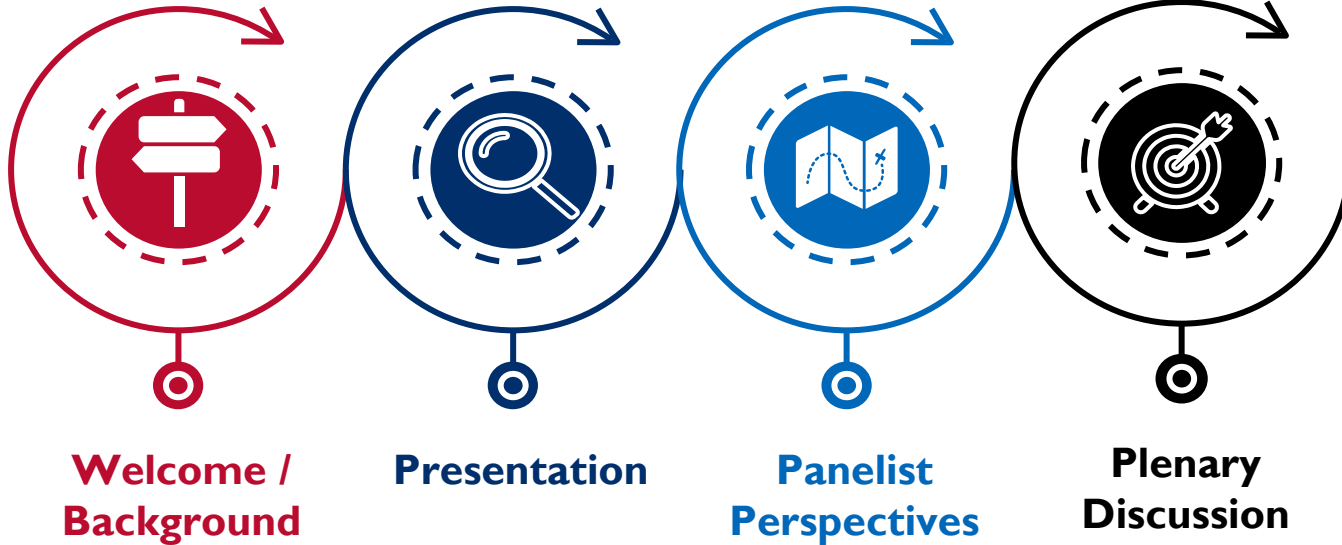 Welcome /
Background
Presentation
Panelist
Perspectives
Plenary
Discussion